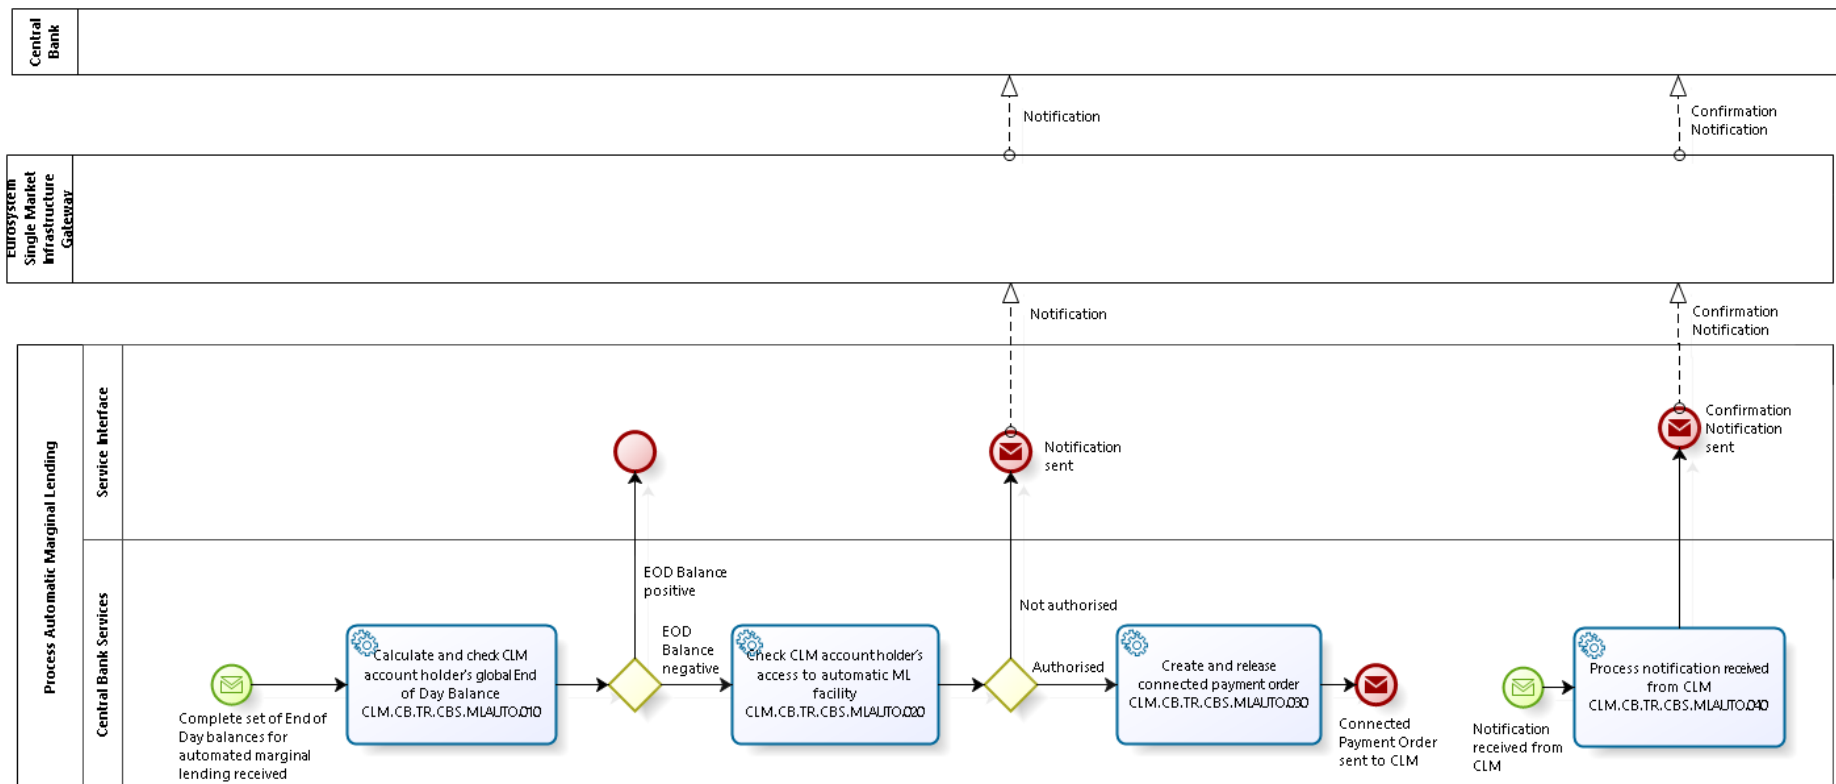 Central
Bank
Notification
Confirmation
Notification
Eurosystem
Single Market
Infrastructure
Gateway
Notification
Confirmation
Notification
Process Automatic Marginal Lending
Service Interface
Notification
sent
Confirmation
Notification
sent
Central Bank Services
EOD Balance
positive
EOD
Balance
negative
Not authorised
Authorised
Complete set of End of
Day balances for
automated marginal
lending received
Calculate and check CLM
account holder's global End
of Day Balance
CLM.CB.TR.CBS.MLAUTO.010
Check CLM account holder's
access to automatic ML
facility
CLM.CB.TR.CBS.MLAUTO.020
Create and release
connected payment order
CLM.CB.TR.CBS.MLAUTO.030
Connected
Payment Order
sent to CLM
Notification
received from
CLM
Process notification received
from CLM
CLM.CB.TR.CBS.MLAUTO.040